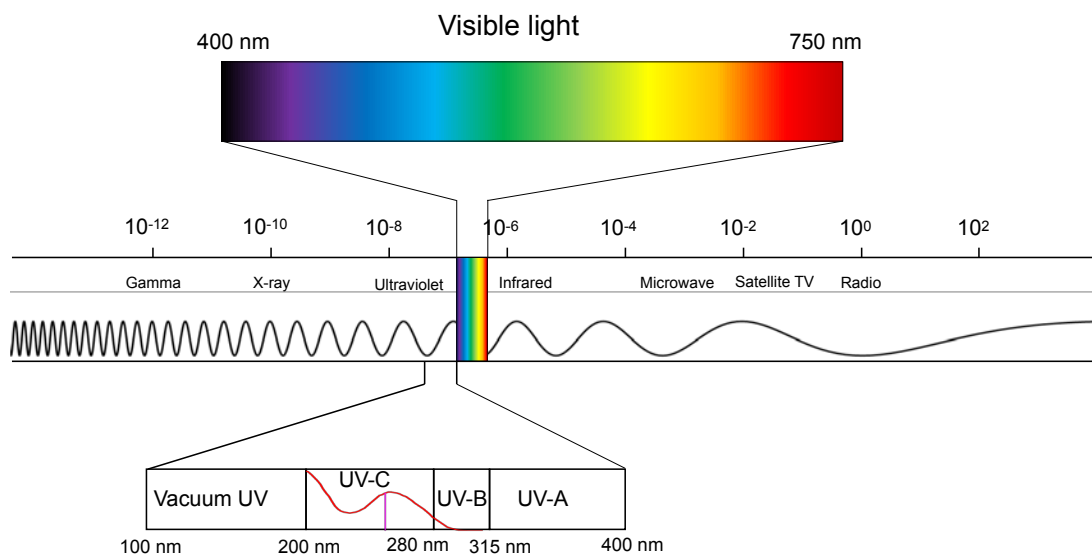 Visible light
400 nm 750 nm
10-12 10-10 10-8 10-6 10-4 10-2 100 102
Gamma X-ray Ultraviolet Infrared Microwave Satellite TV Radio
Vacuum UV UV-C UV-B UV-A
100 nm 200 nm 280 nm 315 nm 400 nm